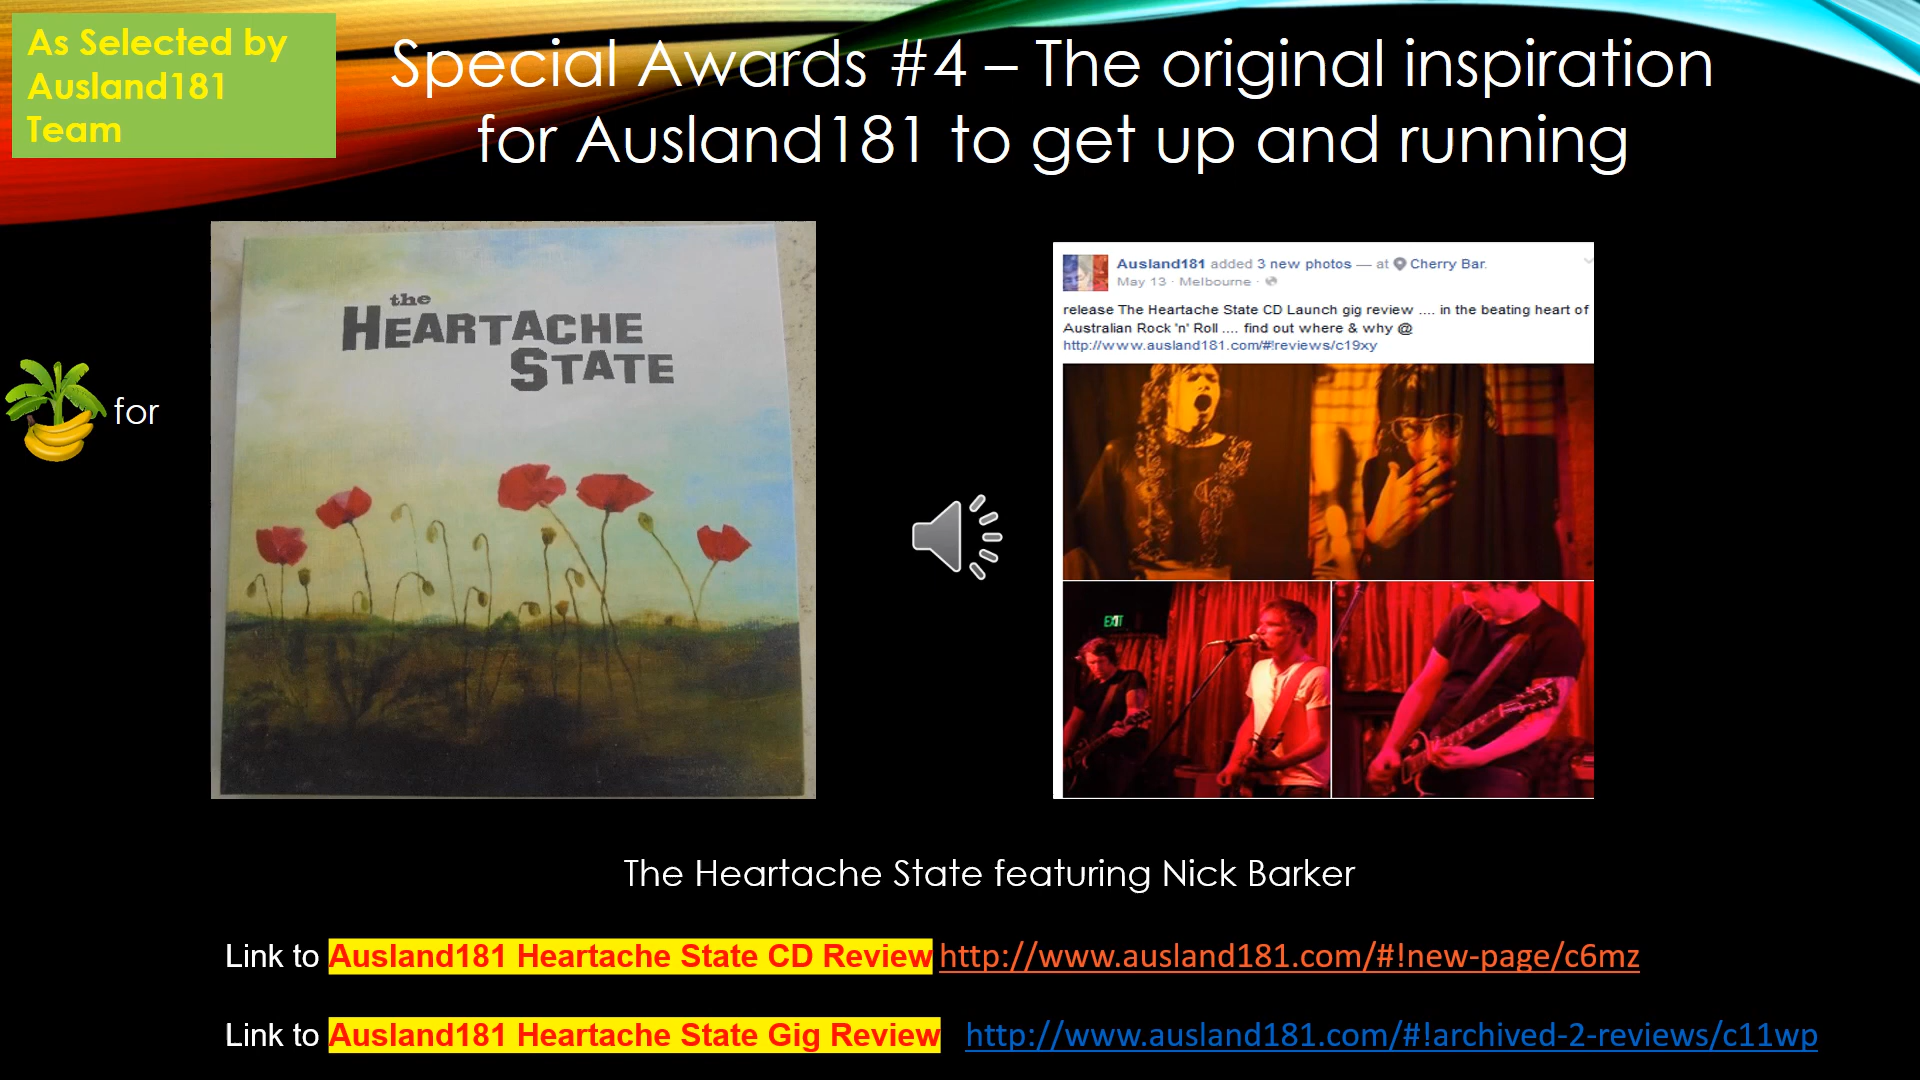 As Selected by
Ausland181
Team
Special Awards #4 – The original inspiration
for Ausland181 to get up and running
the
HEARTACHE
STATE
for
Ausland181 added 3 new photos — at Cherry Bar.
May 13 · Melbourne ·
release The Heartache State CD Launch gig review .... in the beating heart of
Australian Rock 'n' Roll .... find out where & why @
http://www.ausland181.com/#!reviews/c19xy
EXIT
The Heartache State featuring Nick Barker
Link to Ausland181 Heartache State CD Review http://www.ausland181.com/#!new-page/c6mz
Link to Ausland181 Heartache State Gig Review http://www.ausland181.com/#!archived-2-reviews/c11wp